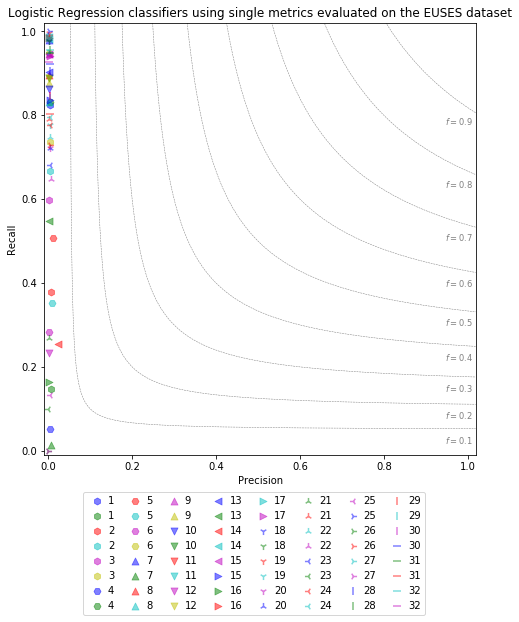 Logistic Regression classifiers using single metrics evaluated on the EUSES dataset
1.0
0.8
0.6
0.4
0.2
0.0
Recall
f = 0.9
f = 0.8
f = 0.7
f = 0.6
f = 0.5
f = 0.4
f = 0.3
f = 0.2
f = 0.1
0.0 0.2 0.4 0.6 0.8 1.0
Precision
1 5 9 13 17 21 25 29
1 5 9 13 17 21 25 29
2 6 10 14 18 22 26 30
2 6 10 14 18 22 26 30
3 7 11 15 19 23 27 31
3 7 11 15 19 23 27 31
4 8 12 16 20 24 28 32
4 8 12 16 20 24 28 32